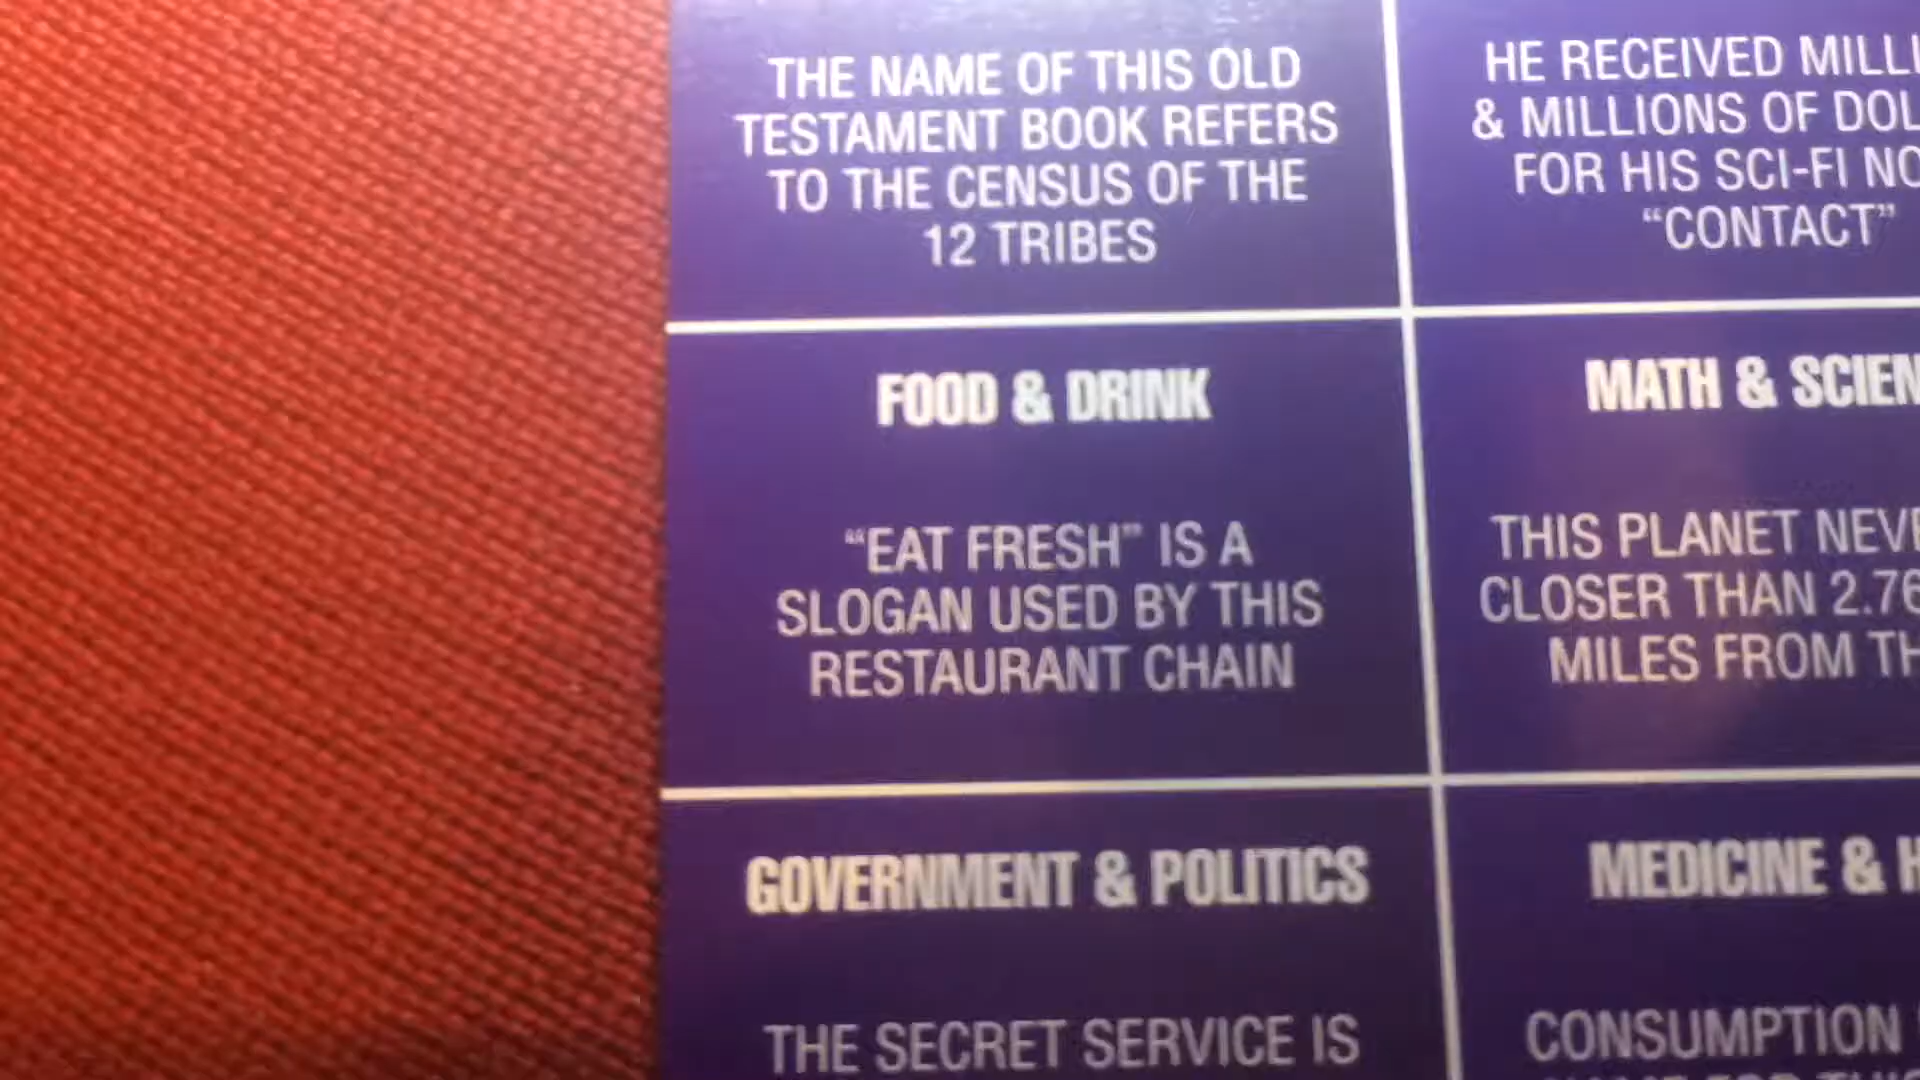 THE NAME OF THIS OLD
TESTAMENT BOOK REFERS
TO THE CENSUS OF THE
12 TRIBES
HE RECEIVED
& MILLIONS OF
FOR HIS SCI-FI
“CONTACT”
FOOD & DRINK
“EAT FRESH” IS A
SLOGAN USED BY THIS
RESTAURANT CHAIN
MATH &
THIS PLANET
CLOSER THAN
MILES FROM
GOVERNMENT & POLITICS
THE SECRET SERVICE IS
MEDICINE &
CONSUMPTION